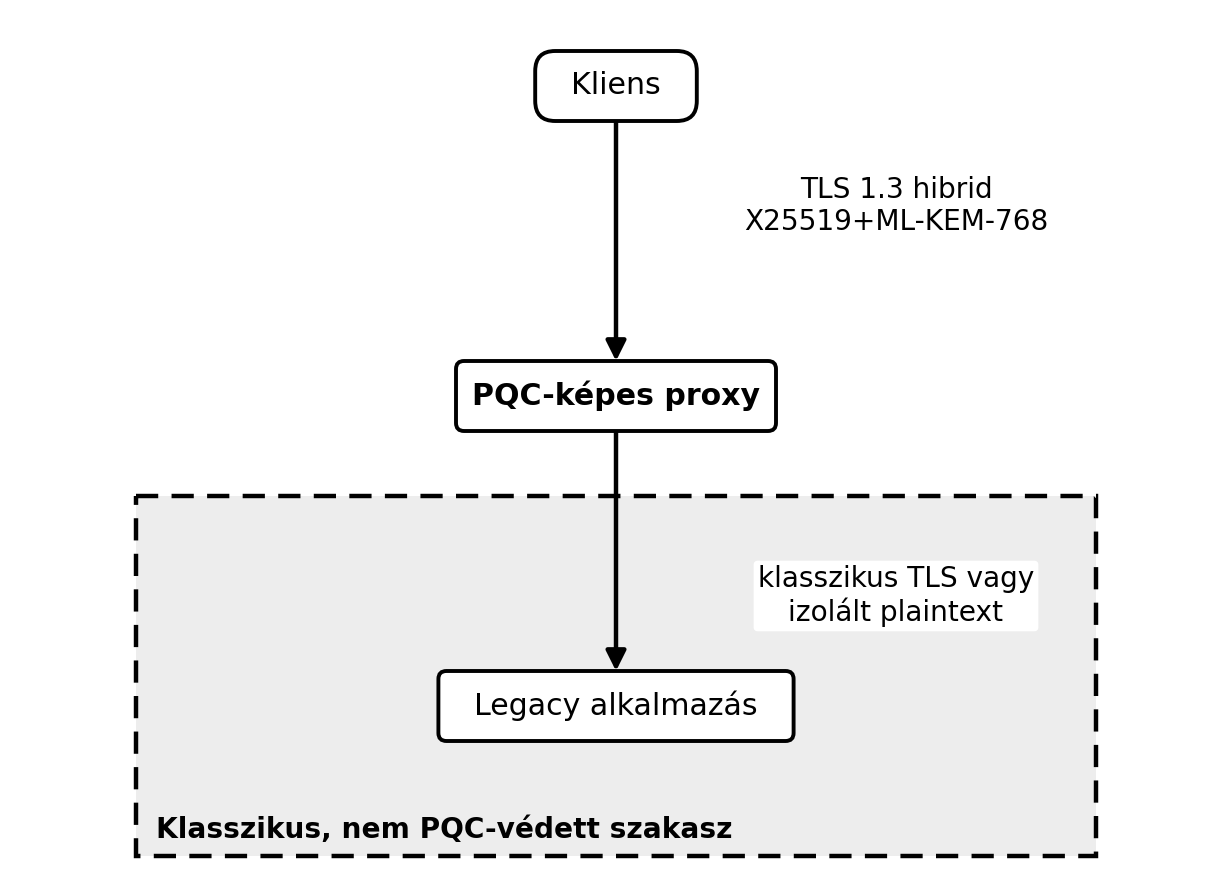 Kliens
TLS 1.3 hibrid
X25519+ML-KEM-768
PQC-képes proxy
klasszikus TLS vagy
izolált plaintext
Legacy alkalmazás
Klasszikus, nem PQC-védett szakasz